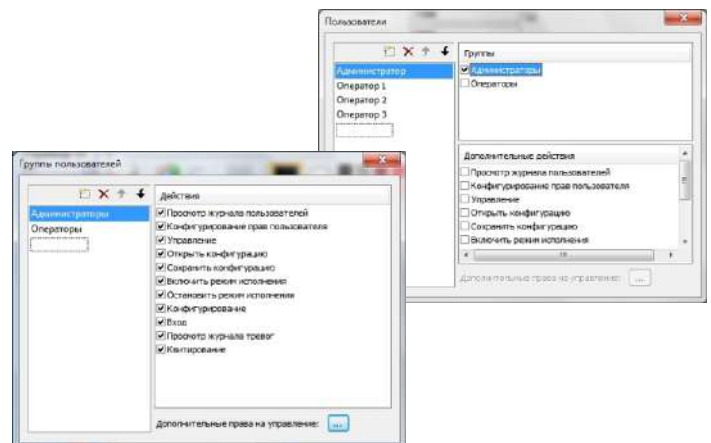 Пользователи
Группы
Администратор
Оператор 1
Оператор 2
Оператор 3
Администраторы
Операторы
Дополнительные действия
Просмотр журнала пользователей
Конфигурирование прав пользователя
Управление
Открыть конфигурацию
Сохранить конфигурацию
Включить режим исполнения
Дополнительные права на управление: ...
Группы пользователей
Администраторы
Операторы
Действия
Просмотр журнала пользователей
Конфигурирование прав пользователя
Управление
Открыть конфигурацию
Сохранить конфигурацию
Включить режим исполнения
Остановить режим исполнения
Конфигурирование
Вход
Просмотр журнала тревог
Квитирование
Дополнительные права на управление: ...